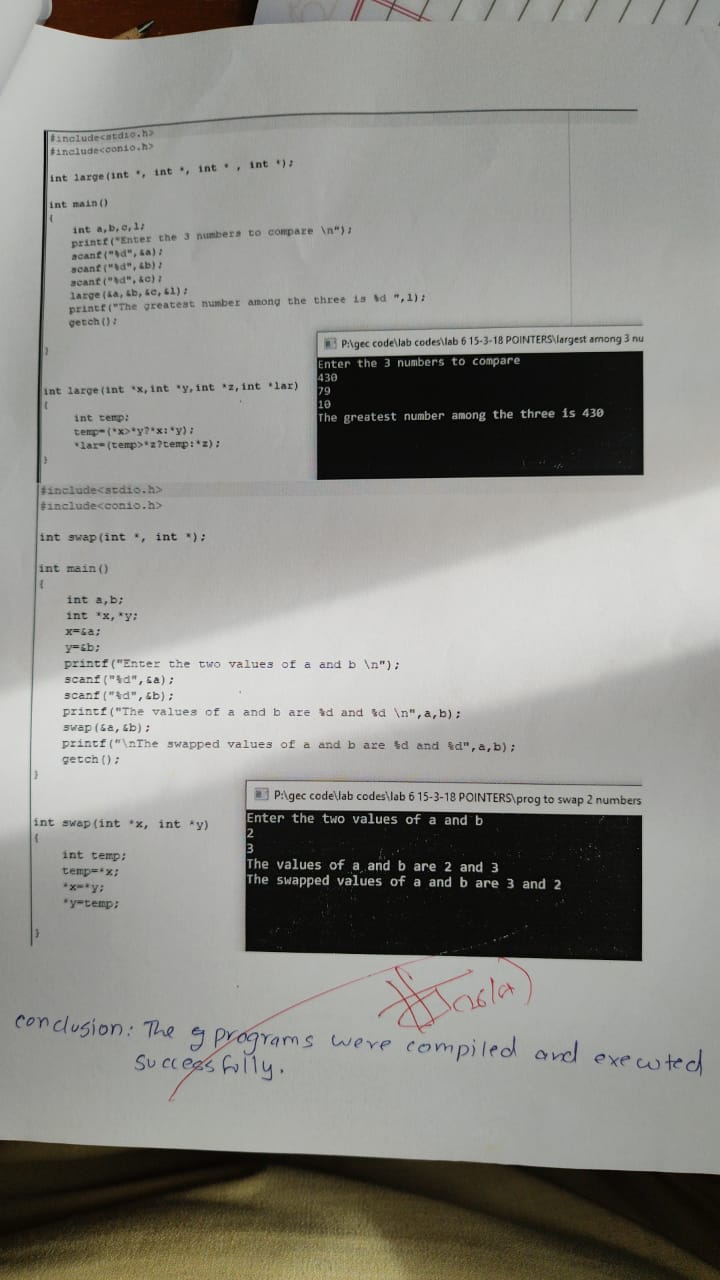 #include<stdio.h>
#include<conio.h>
int large(int *, int *, int * , int *);
int main()
{
int a,b,c,l;
printf("Enter the 3 numbers to compare \n");
scanf("%d",&a);
scanf("%d",&b);
scanf("%d",&c);
large(&a, &b, &c, &l);
printf("The greatest number among the three is %d ",l);
getch();
}
int large(int *x,int *y,int *z,int *lar)
{
int temp;
temp=(*x>*y?*x:*y);
*lar=(temp>*z?temp:*z);
}
P:\gec code\lab codes\lab 6 15-3-18 POINTERS\largest among 3 nu
Enter the 3 numbers to compare
430
79
10
The greatest number among the three is 430
#include<stdio.h>
#include<conio.h>
int swap(int *, int *);
int main()
{
int a,b;
int *x,*y;
x=&a;
y=&b;
printf("Enter the two values of a and b \n");
scanf("%d",&a);
scanf("%d",&b);
printf("The values of a and b are %d and %d \n",a,b);
swap(&a,&b);
printf("\nThe swapped values of a and b are %d and %d",a,b);
getch();
}
int swap(int *x, int *y)
{
int temp;
temp=*x;
*x=*y;
*y=temp;
}
P:\gec code\lab codes\lab 6 15-3-18 POINTERS\prog to swap 2 numbers
Enter the two values of a and b
2
3
The values of a and b are 2 and 3
The swapped values of a and b are 3 and 2
conclusion: The programs were compiled and executed
successfully.